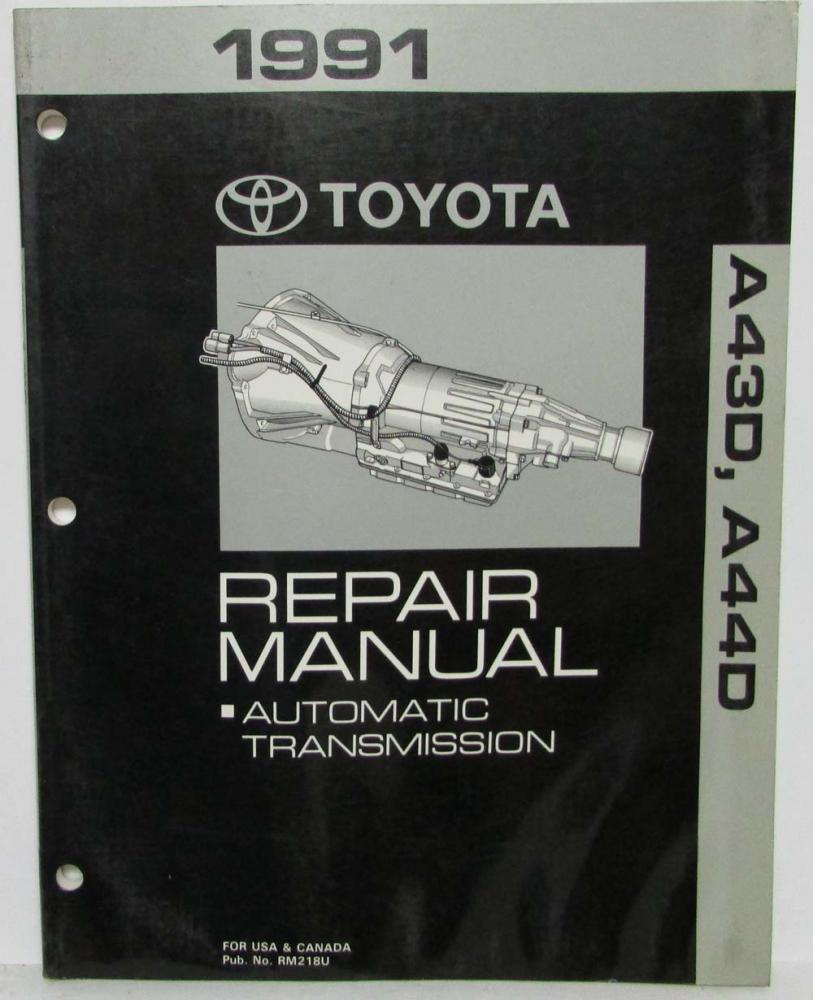 1991
TOYOTA
A43D, A44D
REPAIR
MANUAL
▪ AUTOMATIC
TRANSMISSION
FOR USA & CANADA
Pub. No. RM218U